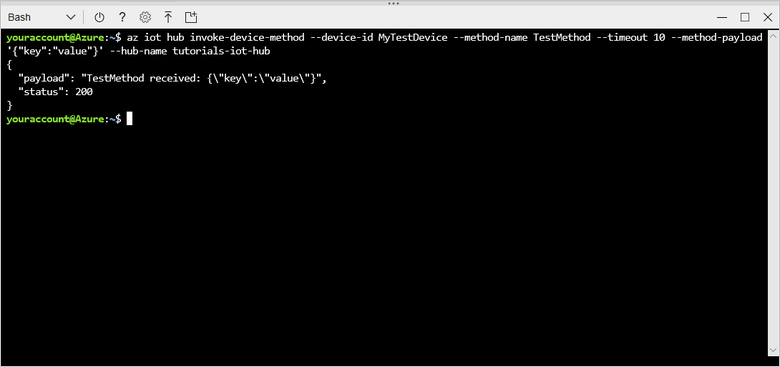 Bash
youraccount@Azure:~$ az iot hub invoke-device-method --device-id MyTestDevice --method-name TestMethod --timeout 10 --method-payload
'{"key":"value"}' --hub-name tutorials-iot-hub
{
  "payload": "TestMethod received: {\"key\":\"value\"}",
  "status": 200
}
youraccount@Azure:~$